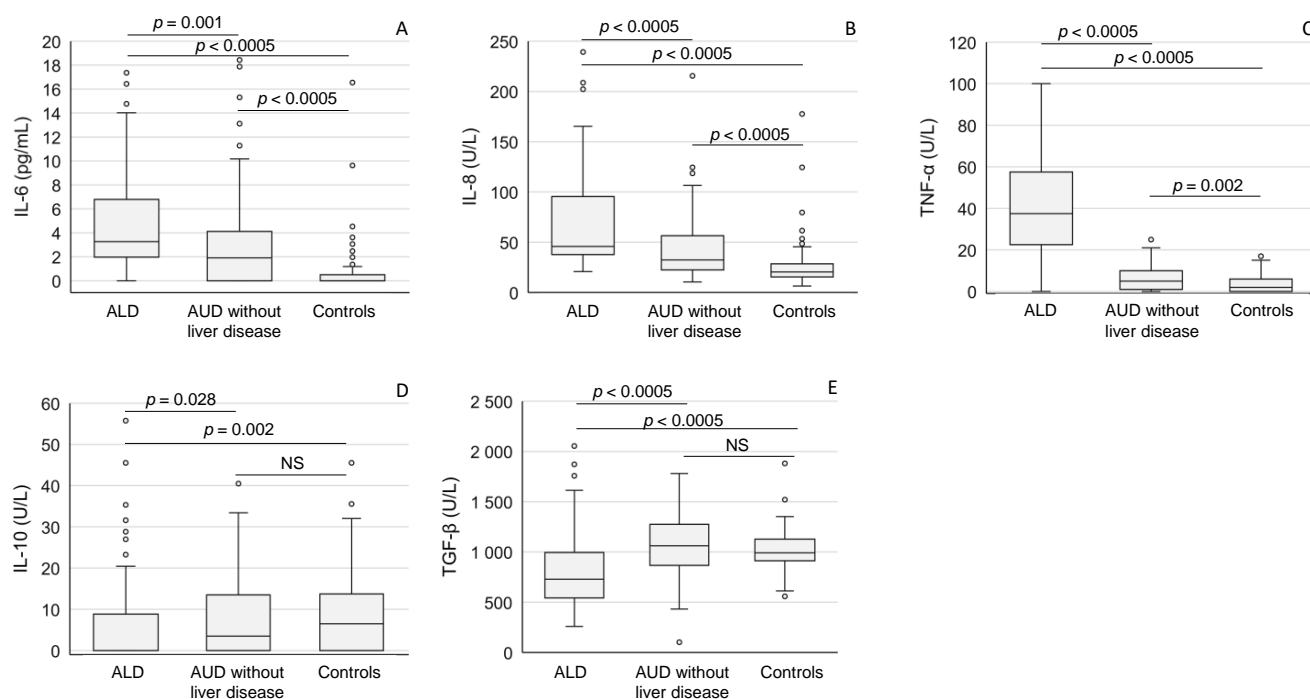 A
p = 0.001
p < 0.0005
p < 0.0005
IL-6 (pg/mL)
20
18
16
14
12
10
8
6
4
2
0
ALD
AUD without
liver disease
Controls
B
p < 0.0005
p < 0.0005
p < 0.0005
IL-8 (U/L)
250
200
150
100
50
0
ALD
AUD without
liver disease
Controls
C
p < 0.0005
p < 0.0005
p = 0.002
TNF-α (U/L)
120
100
80
60
40
20
0
ALD
AUD without
liver disease
Controls
D
p = 0.028
p = 0.002
NS
IL-10 (U/L)
60
50
40
30
20
10
0
ALD
AUD without
liver disease
Controls
E
p < 0.0005
p < 0.0005
NS
TGF-β (U/L)
2 500
2 000
1 500
1 000
500
0
ALD
AUD without
liver disease
Controls